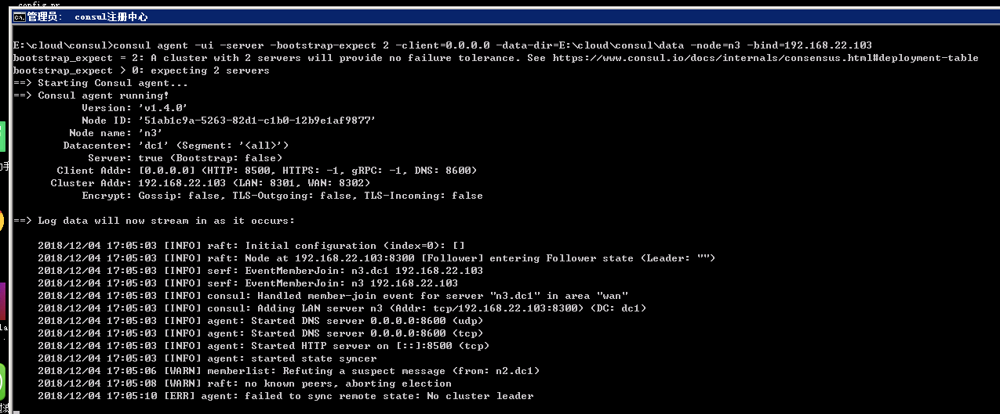 config.pr
管理员:  consul注册中心
E:\cloud\consul>consul agent -ui -server -bootstrap-expect 2 -client=0.0.0.0 -data-dir=E:\cloud\consul\data -node=n3 -bind=192.168.22.103
bootstrap_expect = 2: A cluster with 2 servers will provide no failure tolerance. See https://www.consul.io/docs/internals/consensus.html#deployment-table
bootstrap_expect > 0: expecting 2 servers
==> Starting Consul agent...
==> Consul agent running!
Version: 'v1.4.0'
Node ID: '51ab1c9a-5263-82d1-c1b0-12b9e1af9877'
Node name: 'n3'
Datacenter: 'dc1' (Segment: '<all>')
Server: true (Bootstrap: false)
Client Addr: [0.0.0.0] (HTTP: 8500, HTTPS: -1, gRPC: -1, DNS: 8600)
Cluster Addr: 192.168.22.103 (LAN: 8301, WAN: 8302)
Encrypt: Gossip: false, TLS-Outgoing: false, TLS-Incoming: false
==> Log data will now stream in as it occurs:
2018/12/04 17:05:03 [INFO] raft: Initial configuration (index=0): []
2018/12/04 17:05:03 [INFO] raft: Node at 192.168.22.103:8300 [Follower] entering Follower state (Leader: "")
2018/12/04 17:05:03 [INFO] serf: EventMemberJoin: n3.dc1 192.168.22.103
2018/12/04 17:05:03 [INFO] serf: EventMemberJoin: n3 192.168.22.103
2018/12/04 17:05:03 [INFO] consul: Handled member-join event for server "n3.dc1" in area "wan"
2018/12/04 17:05:03 [INFO] consul: Adding LAN server n3 (Addr: tcp/192.168.22.103:8300) (DC: dc1)
2018/12/04 17:05:03 [INFO] agent: Started DNS server 0.0.0.0:8600 (udp)
2018/12/04 17:05:03 [INFO] agent: Started DNS server 0.0.0.0:8600 (tcp)
2018/12/04 17:05:03 [INFO] agent: Started HTTP server on [::]:8500 (tcp)
2018/12/04 17:05:03 [INFO] agent: started state syncer
2018/12/04 17:05:06 [WARN] memberlist: Refuting a suspect message (from: n2.dc1)
2018/12/04 17:05:08 [WARN] raft: no known peers, aborting election
2018/12/04 17:05:10 [ERR] agent: failed to sync remote state: No cluster leader